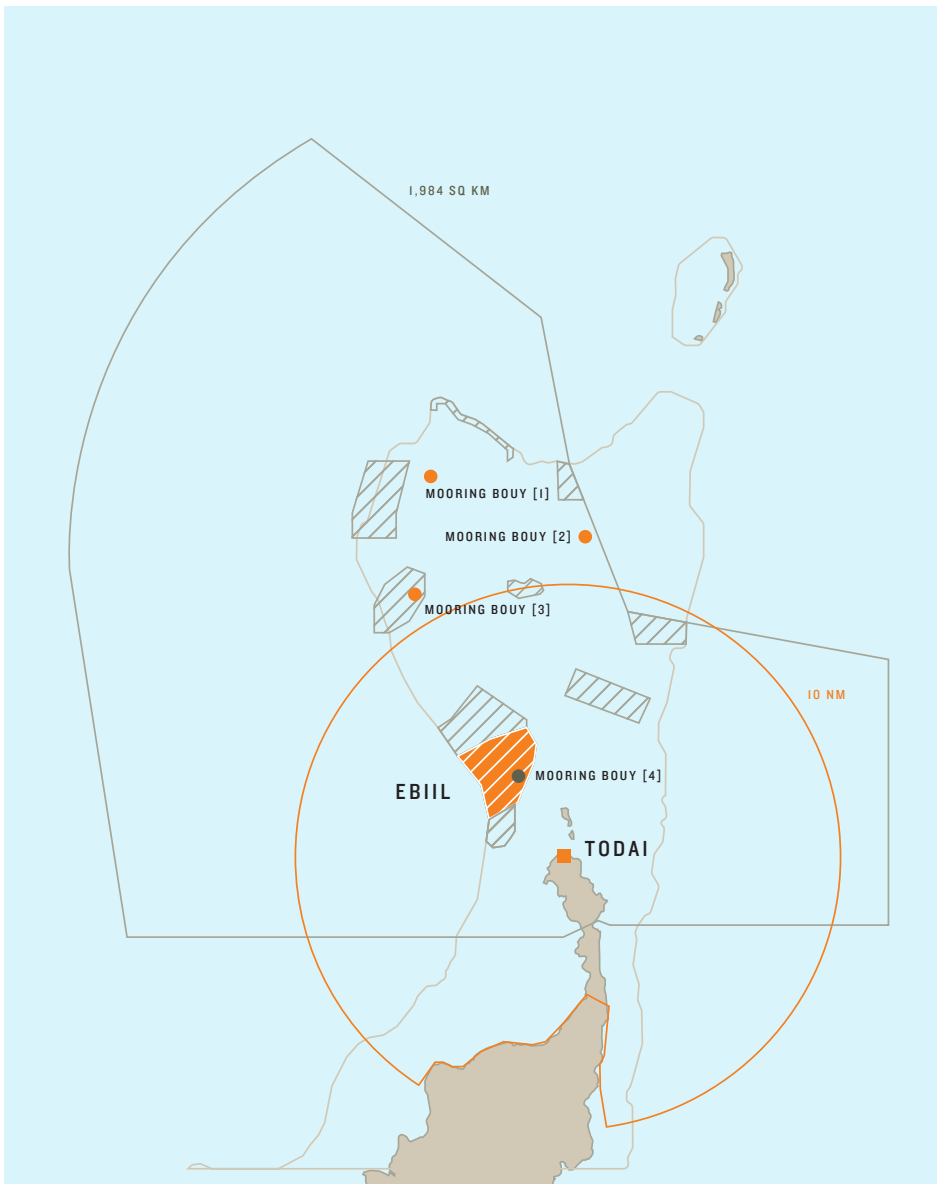 1,984 SQ KM
MOORING BOUY [1]
MOORING BOUY [2]
MOORING BOUY [3]
10 NM
MOORING BOUY [4]
EBIIL
TODAI